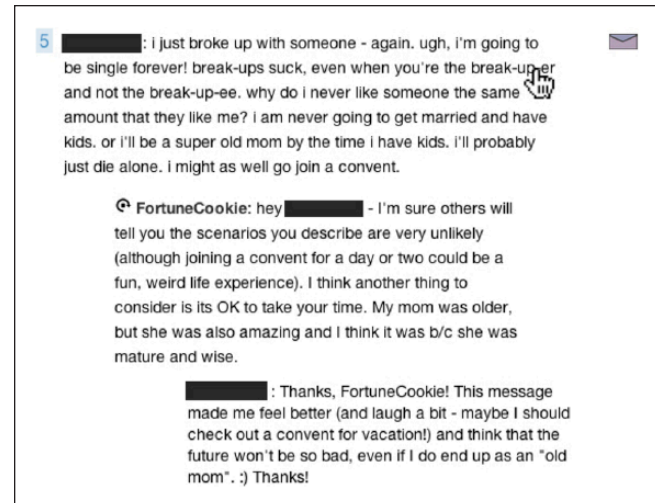 5 : i just broke up with someone - again. ugh, i'm going to
be single forever! break-ups suck, even when you're the break-up-er
and not the break-up-ee. why do i never like someone the same
amount that they like me? i am never going to get married and have
kids. or i'll be a super old mom by the time i have kids. i'll probably
just die alone. i might as well go join a convent.
FortuneCookie: hey - I'm sure others will
tell you the scenarios you describe are very unlikely
(although joining a convent for a day or two could be a
fun, weird life experience). I think another thing to
consider is its OK to take your time. My mom was older,
but she was also amazing and I think it was b/c she was
mature and wise.
: Thanks, FortuneCookie! This message
made me feel better (and laugh a bit - maybe I should
check out a convent for vacation!) and think that the
future won't be so bad, even if I do end up as an "old
mom". :) Thanks!